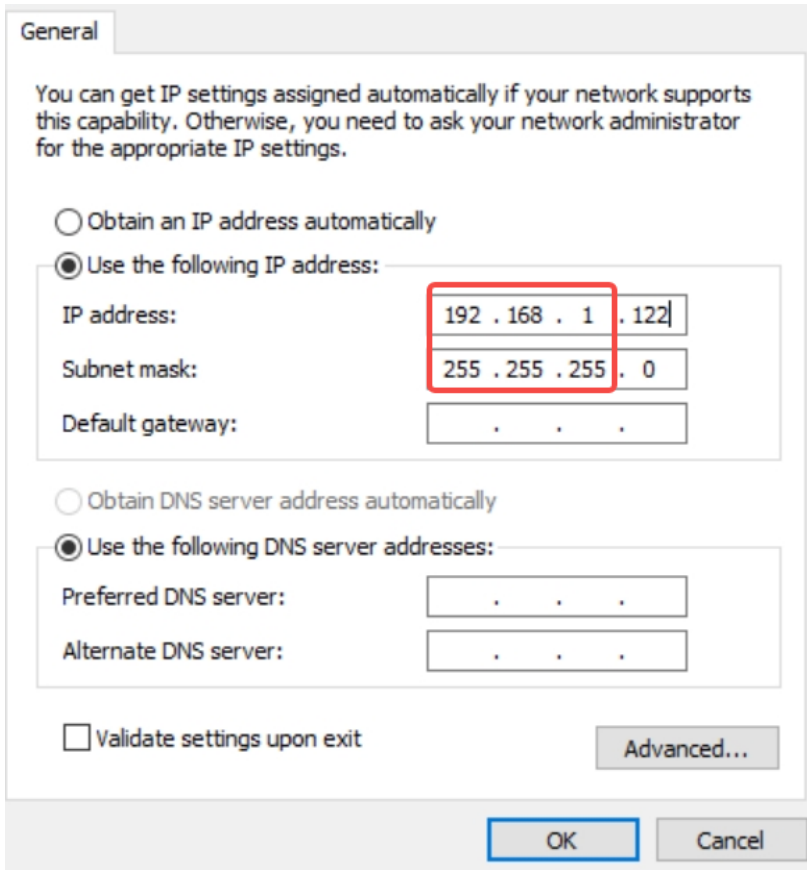 General
You can get IP settings assigned automatically if your network supports
this capability. Otherwise, you need to ask your network administrator
for the appropriate IP settings.
Obtain an IP address automatically
Use the following IP address:
IP address: 192 . 168 . 1 . 122
Subnet mask: 255 . 255 . 255 . 0
Default gateway: . . .
Obtain DNS server address automatically
Use the following DNS server addresses:
Preferred DNS server: . . .
Alternate DNS server: . . .
Validate settings upon exit
Advanced...
OK Cancel